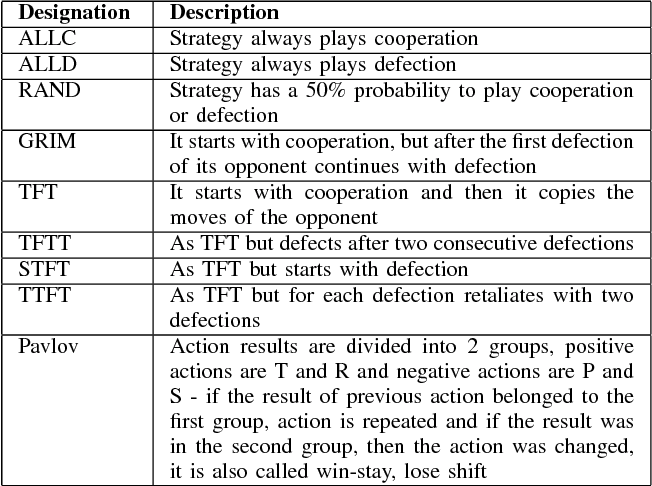 Designation Description
ALLC Strategy always plays cooperation
ALLD Strategy always plays defection
RAND Strategy has a 50% probability to play cooperation
or defection
GRIM It starts with cooperation, but after the first defection
of its opponent continues with defection
TFT It starts with cooperation and then it copies the
moves of the opponent
TFTT As TFT but defects after two consecutive defections
STFT As TFT but starts with defection
TTFT As TFT but for each defection retaliates with two
defections
Pavlov Action results are divided into 2 groups, positive
actions are T and R and negative actions are P and
S - if the result of previous action belonged to the
first group, action is repeated and if the result was
in the second group, then the action was changed,
it is also called win-stay, lose shift